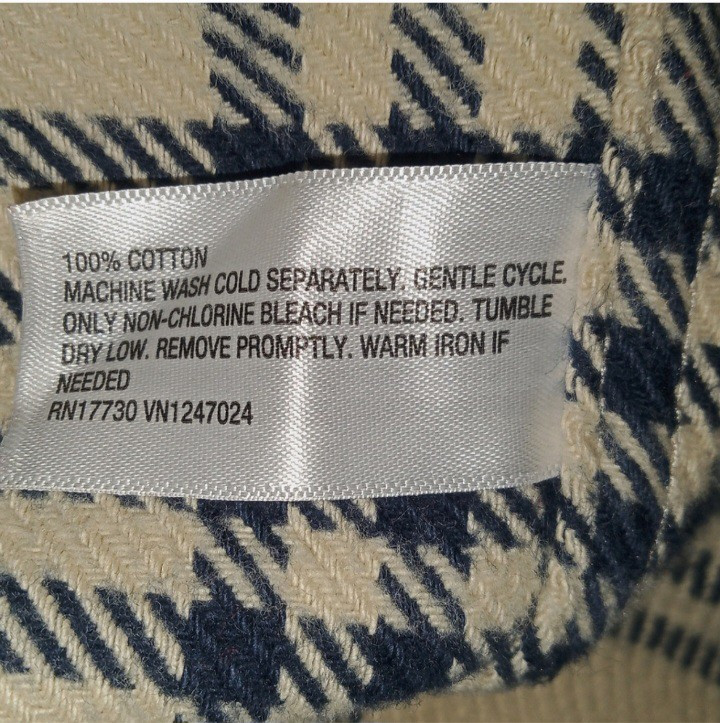 100% COTTON
MACHINE WASH COLD SEPARATELY. GENTLE CYCLE.
ONLY NON-CHLORINE BLEACH IF NEEDED. TUMBLE
DRY LOW. REMOVE PROMPTLY. WARM IRON IF
NEEDED
RN17730 VN1247024